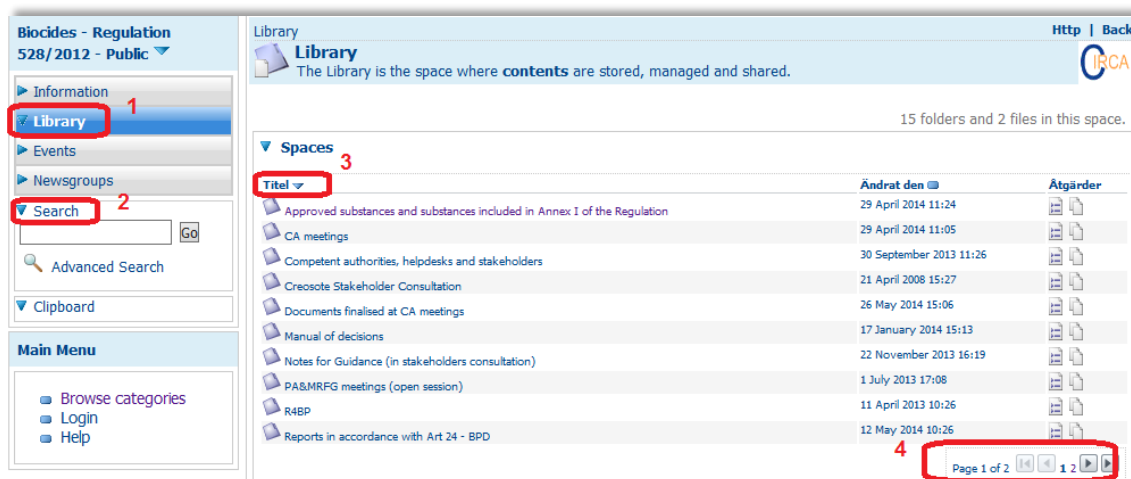 Biocides - Regulation
528/2012 - Public
Information
1
Library
Events
Newsgroups
Search
2
Go
Advanced Search
Clipboard
Main Menu
Browse categories
Login
Help
Library
Http | Back
Library
The Library is the space where contents are stored, managed and shared.
CIRCA
15 folders and 2 files in this space.
Spaces
3
Titel Ändrat den Åtgärder
Approved substances and substances included in Annex I of the Regulation 29 April 2014 11:24
CA meetings 29 April 2014 11:05
Competent authorities, helpdesks and stakeholders 30 September 2013 11:26
Creosote Stakeholder Consultation 21 April 2008 15:27
Documents finalised at CA meetings 26 May 2014 15:06
Manual of decisions 17 January 2014 15:13
Notes for Guidance (in stakeholders consultation) 22 November 2013 16:19
PA&MRFG meetings (open session) 1 July 2013 17:08
R4BP 11 April 2013 10:26
Reports in accordance with Art 24 - BPD 12 May 2014 10:26
4
Page 1 of 2 1 2